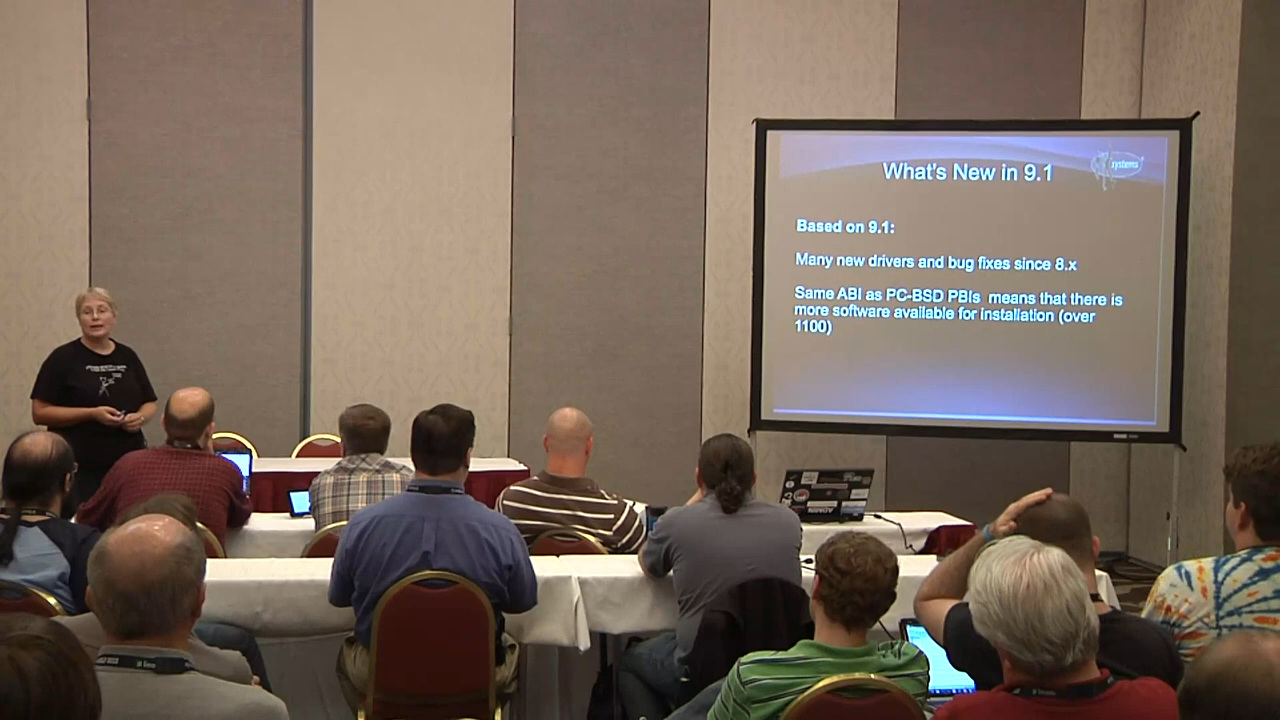 systems
What's New in 9.1
Based on 9.1:
Many new drivers and bug fixes since 8.x
Same ABI as PC-BSD PBIs means that there is
more software available for installation (over
1100)